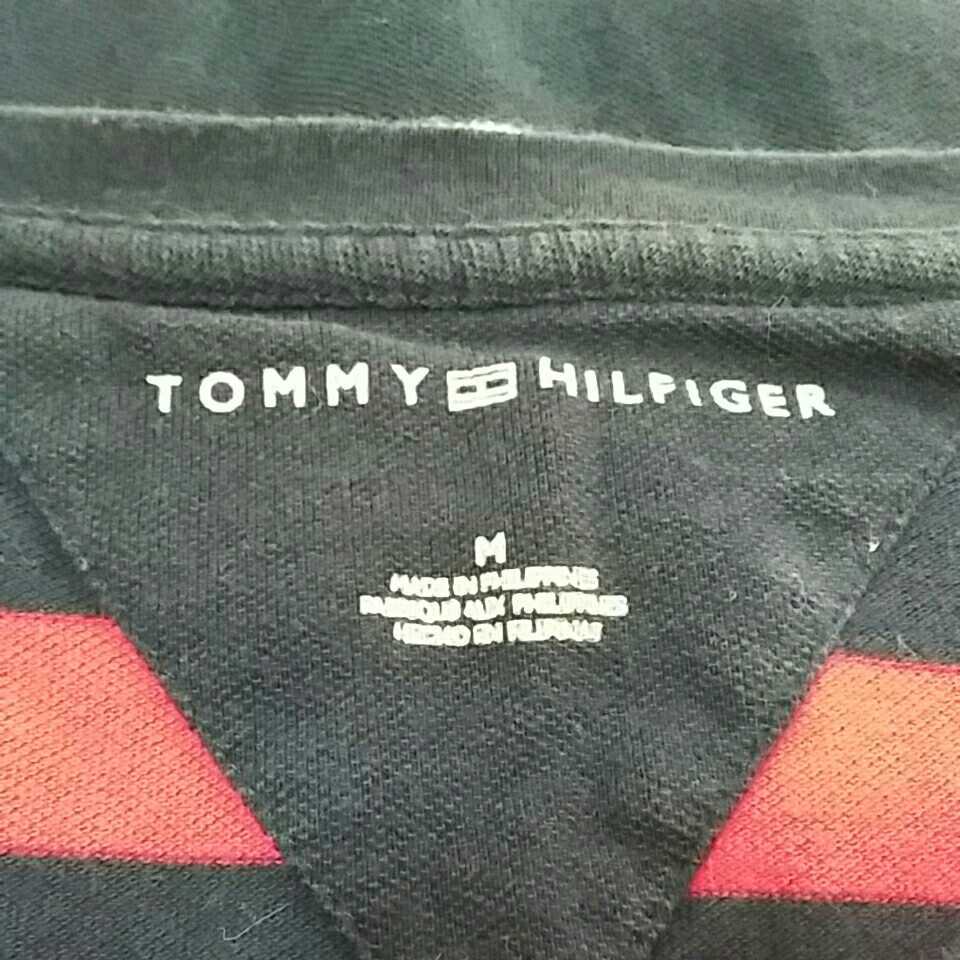 TOMMY HILFIGER
M
MADE IN PHILIPPINES
FABRIQUÉ AUX PHILIPPINES
HECHO EN FILIPINAS